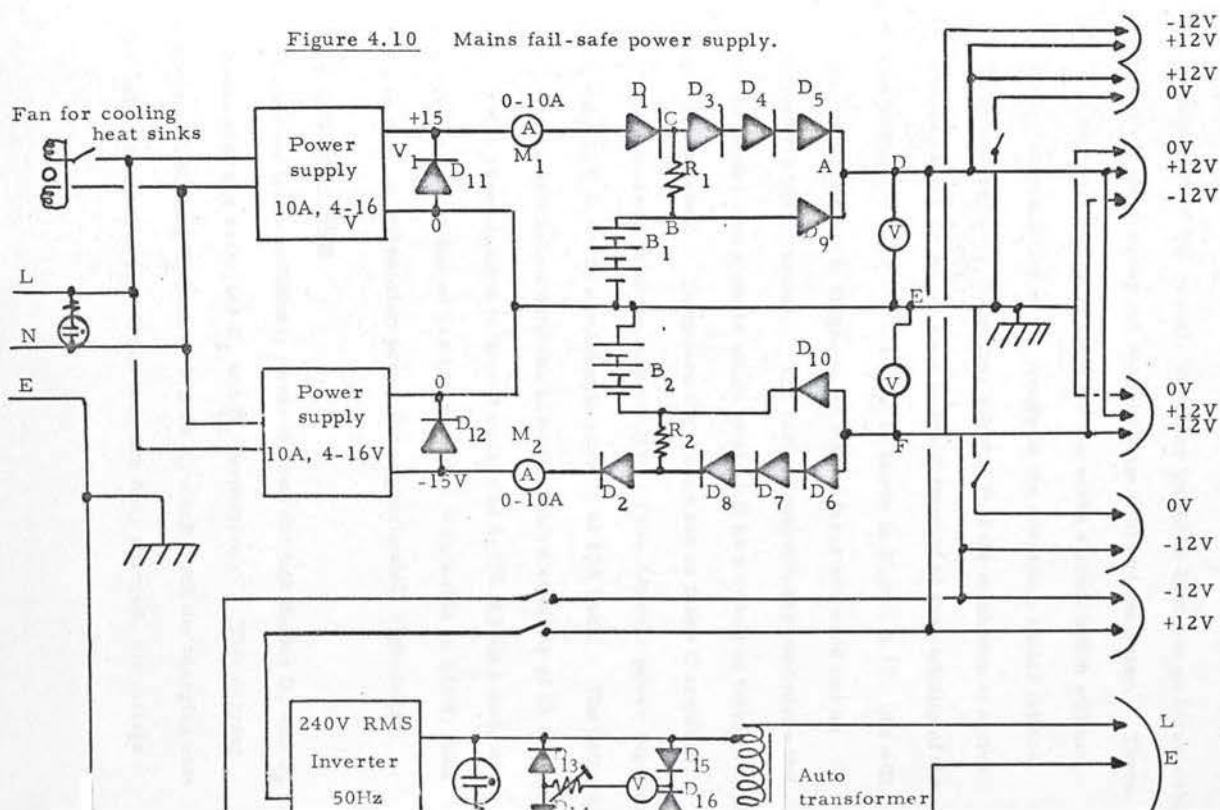 Figure 4.10 Mains fail-safe power supply.
-12V
+12V
+12V
0V
0V
+12V
-12V
Fan for cooling
heat sinks
Power
supply
10A, 4-16
V
+15
V
D11
0
0-10A
A
M1
D1
C
D3
D4
D5
R1
A
B
D9
B1
D
V
E
L
N
E
Power
supply
10A, 4-16V
0
D12
-15V
M2
A
0-10A
B2
D10
R2
D2
D8
D7
D6
V
F
0V
+12V
-12V
0V
-12V
-12V
+12V
240V RMS
Inverter
50Hz
D13
D14
V
D15
D16
Auto
transformer
L
E